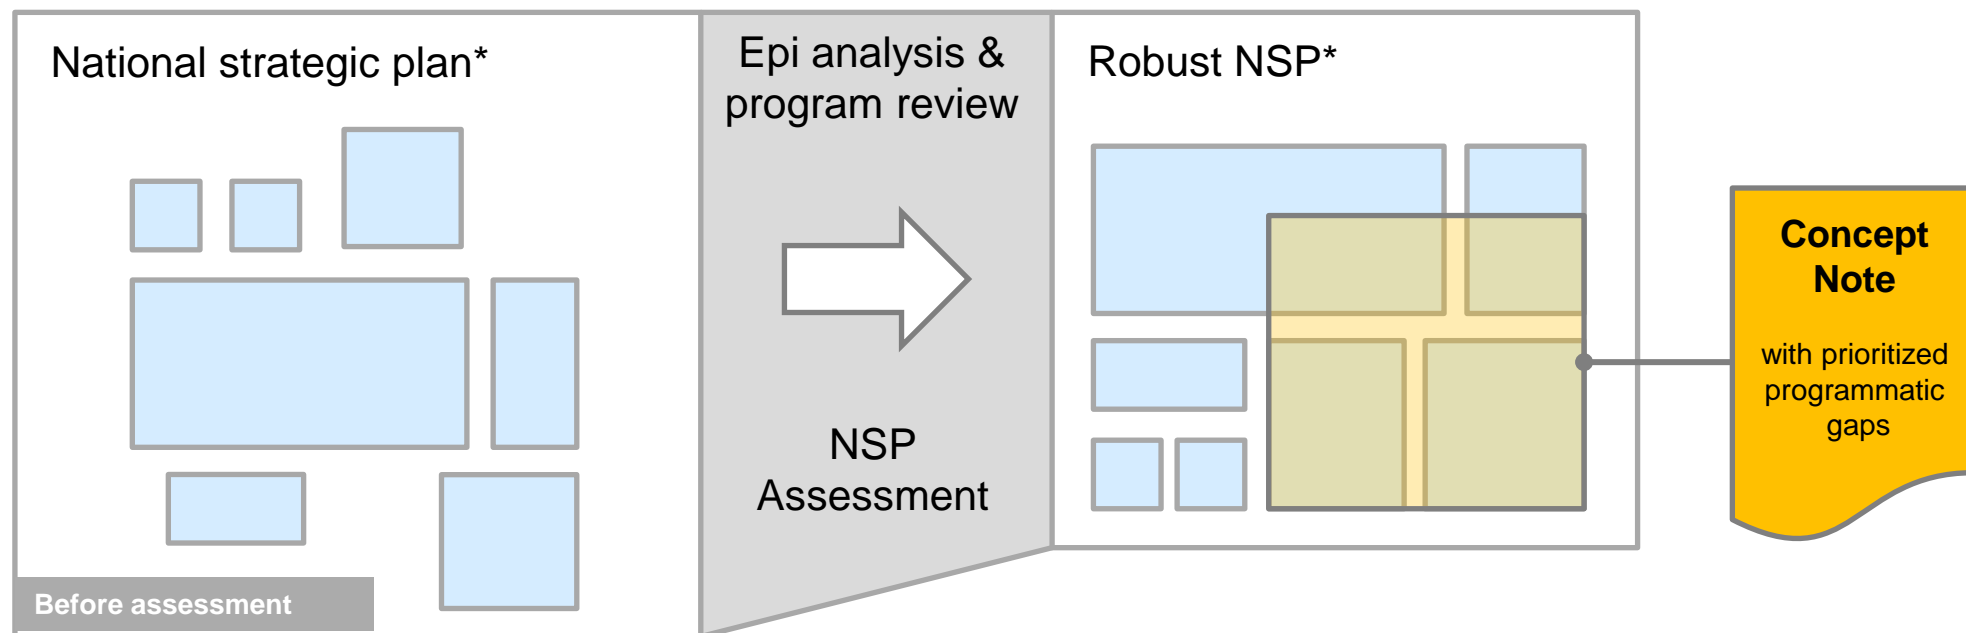 National strategic plan*
Before assessment
Epi analysis &
program review
NSP
Assessment
Robust NSP*
Concept
Note
with prioritized
programmatic
gaps